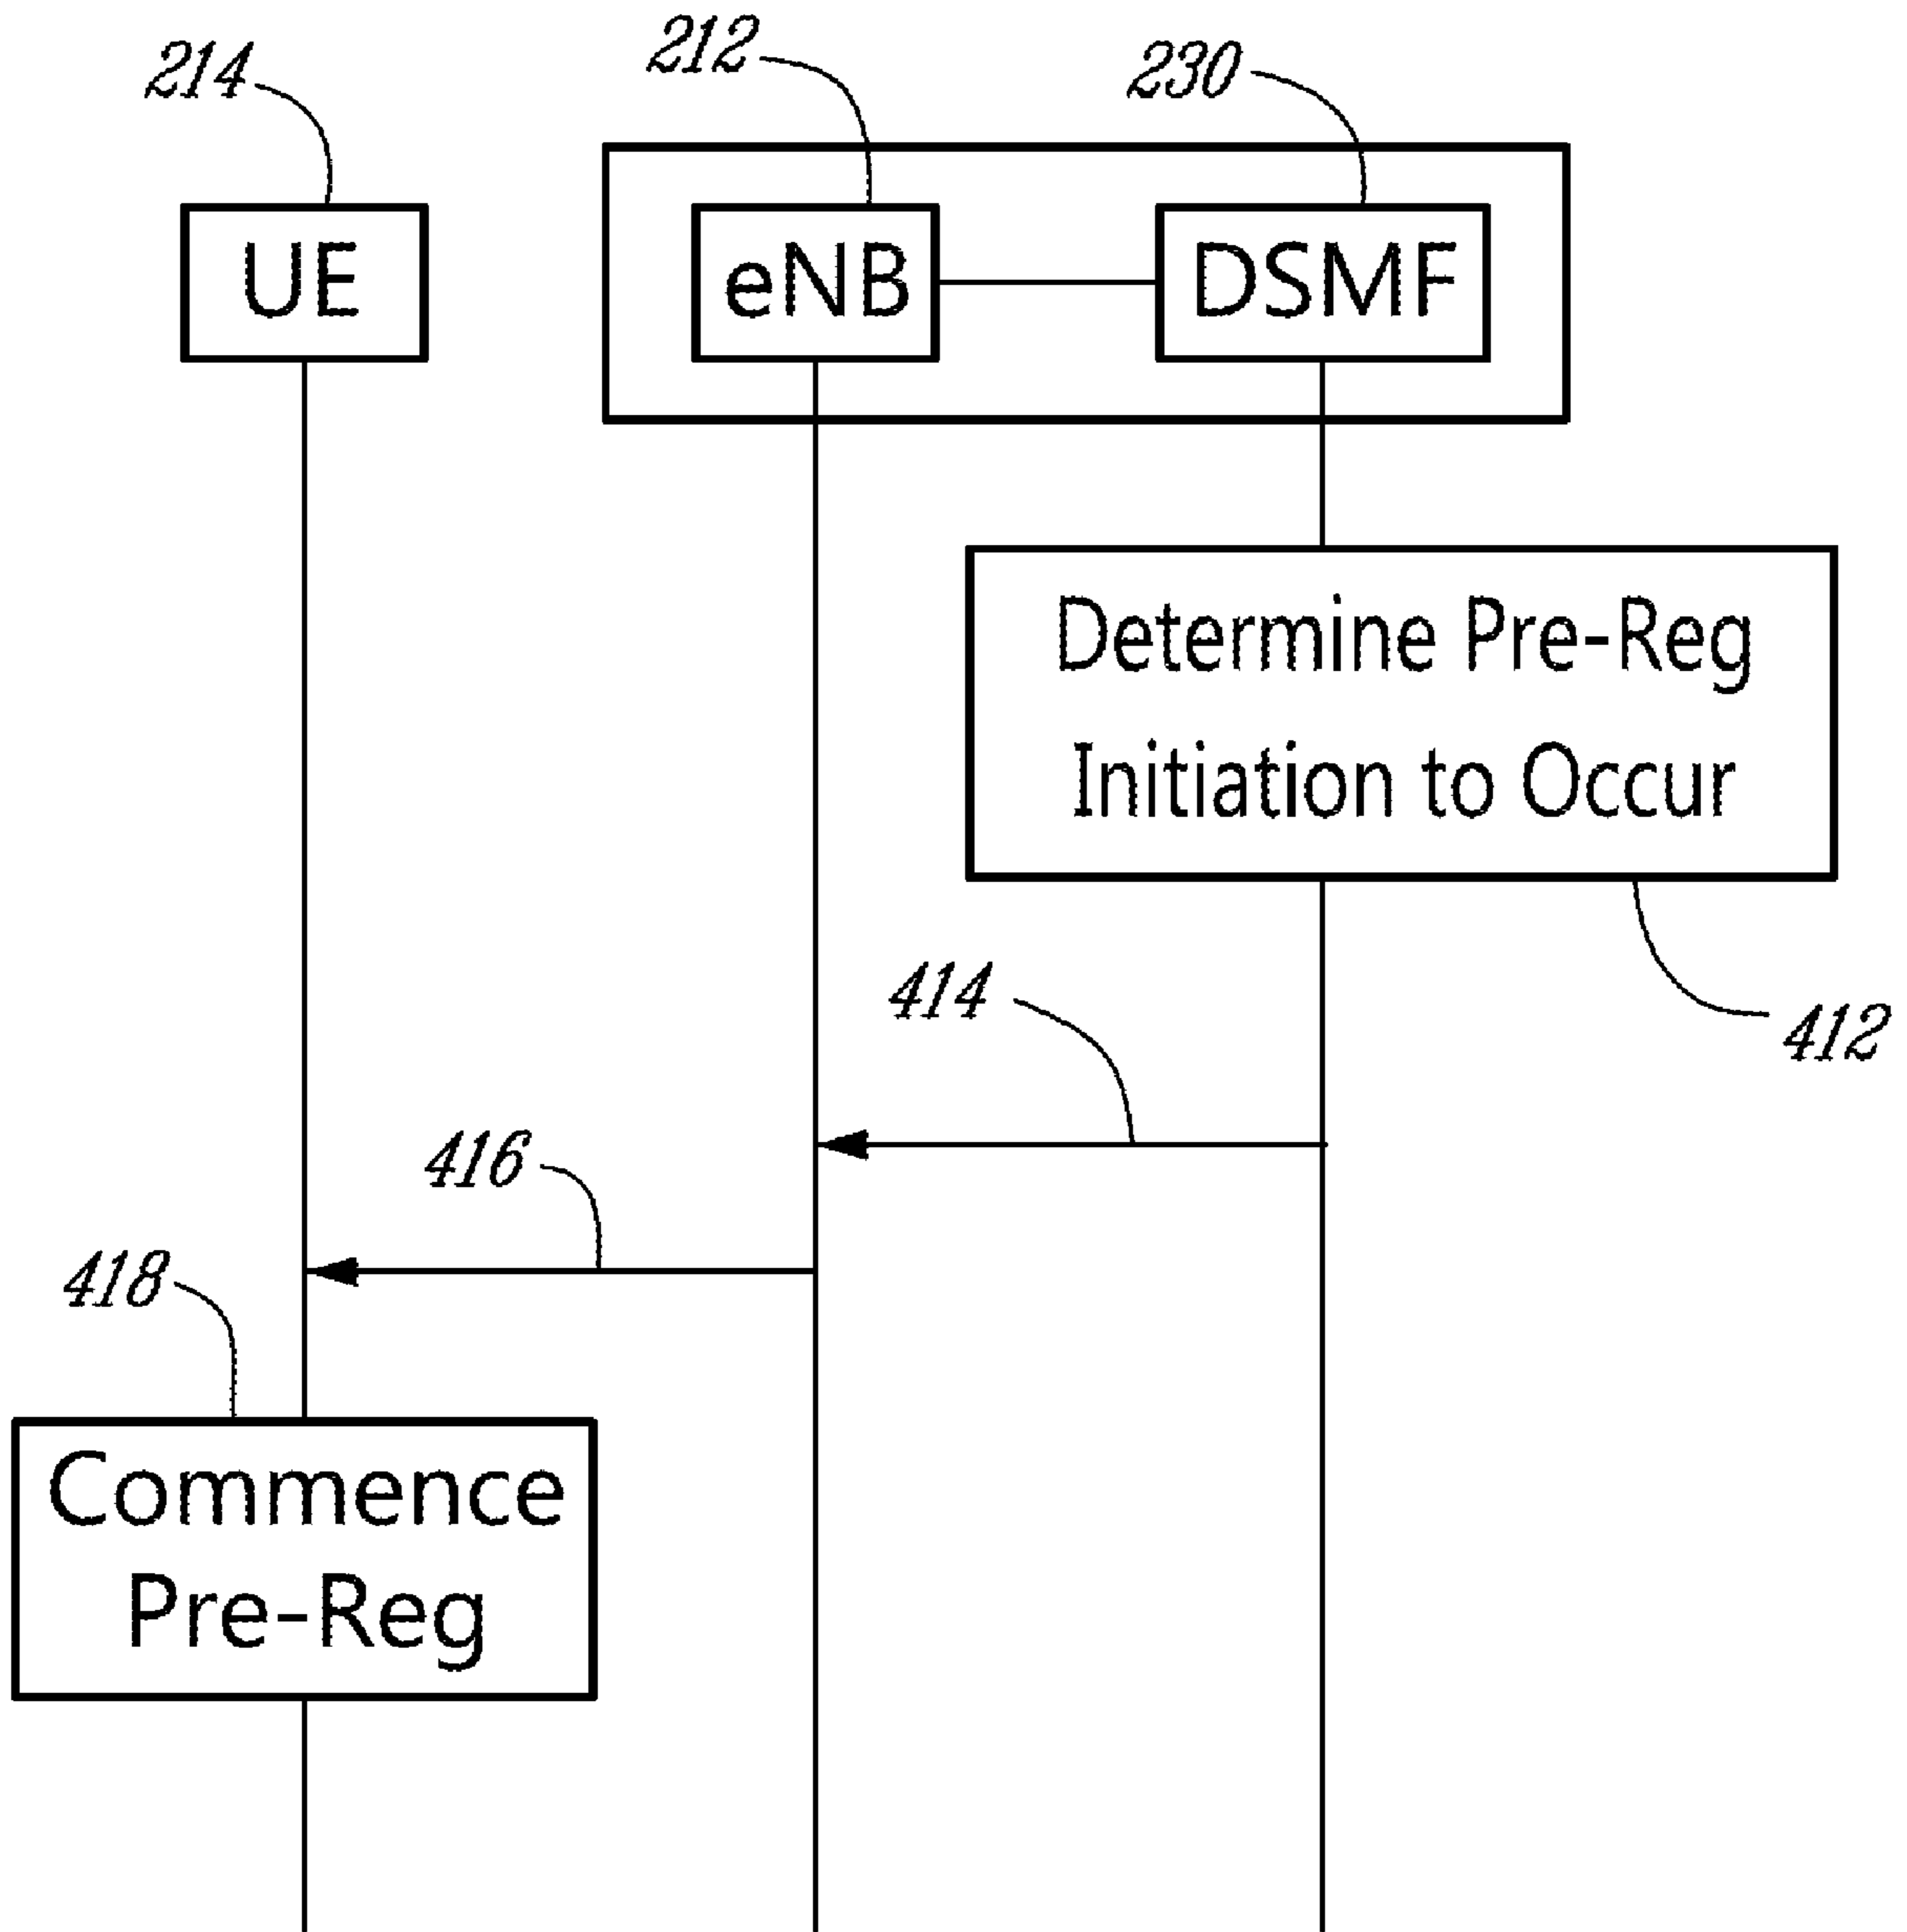 214
212
230
UE
eNB
DSMF
Determine Pre-Reg
Initiation to Occur
412
414
416
418
Commence
Pre-Reg